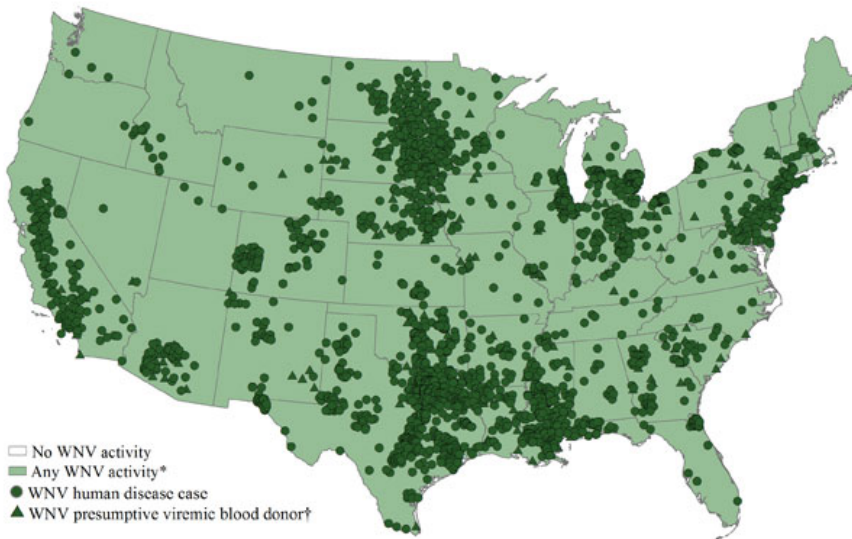 No WNV activity
Any WNV activity*
WNV human disease case
WNV presumptive viremic blood donor†